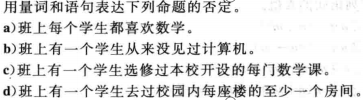 用量词和语句表达下列命题的否定。
a)班上每个学生都喜欢数学。
b)班上有一个学生从来没见过计算机。
c)班上有一个学生选修过本校开设的每门数学课。
d)班上有一个学生去过校园内每座楼的至少一个房间。